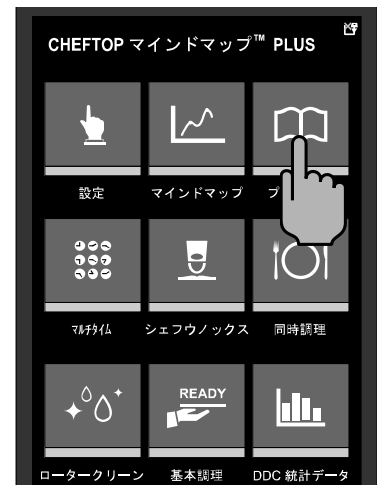 CHEFTOP マインドマップ™ PLUS
設定
マインドマップ
プ
マルチタイム
シェフウノックス
同時調理
READY
ロータークリーン
基本調理
DDC 統計データ